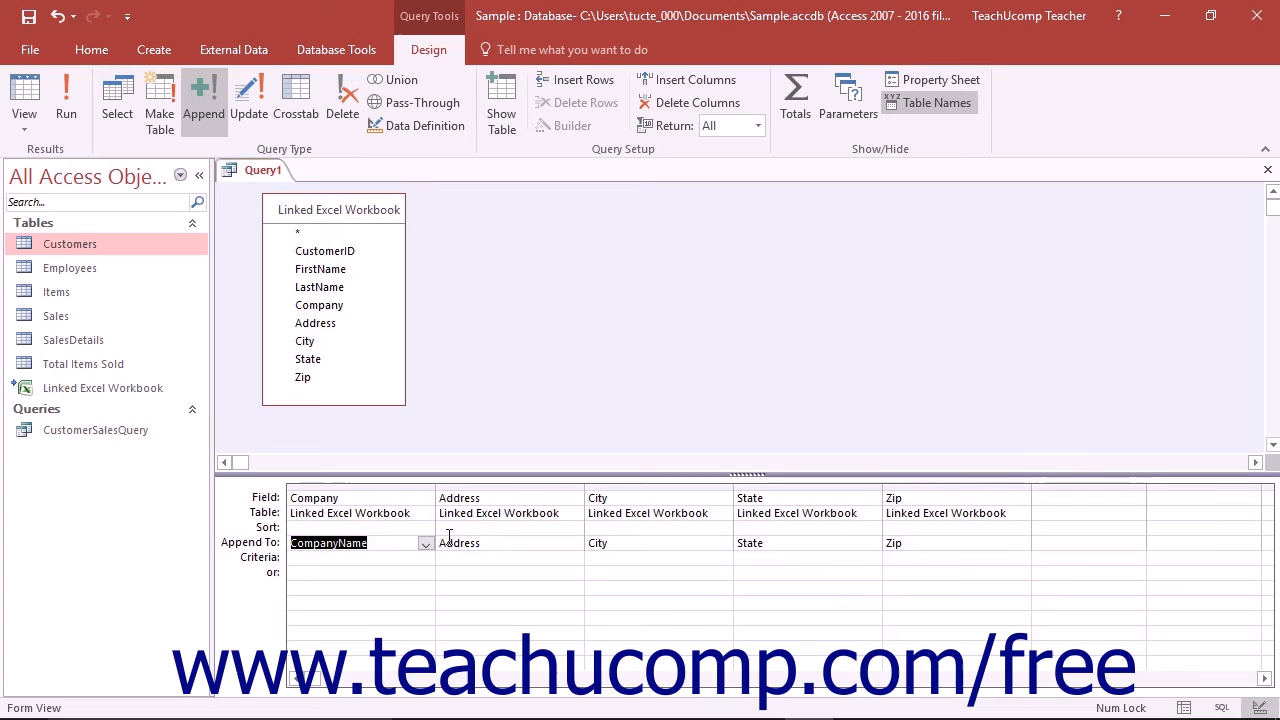 Query Tools
Sample : Database- C:\Users\tucte_000\Documents\Sample.accdb (Access 2007 - 2016 fil...
TeachUcomp Teacher
?
File
Home
Create
External Data
Database Tools
Design
Tell me what you want to do
View
Run
Results
Select
Make Table
Append
Update
Crosstab
Delete
Union
Pass-Through
Data Definition
Query Type
Show Table
Insert Rows
Delete Rows
Builder
Insert Columns
Delete Columns
Return: All
Query Setup
Totals
Parameters
Property Sheet
XYZ Table Names
Show/Hide
All Access Obje...
Search...
Tables
Customers
Employees
Items
Sales
SalesDetails
Total Items Sold
Linked Excel Workbook
Queries
CustomerSalesQuery
Query1
Linked Excel Workbook
*
CustomerID
FirstName
LastName
Company
Address
City
State
Zip
Field: Company Address City State Zip
Table: Linked Excel Workbook Linked Excel Workbook Linked Excel Workbook Linked Excel Workbook Linked Excel Workbook
Sort:
Append To: CompanyName Address City State Zip
Criteria:
or:
www.teachucomp.com/free
Form View
Num Lock
SQL